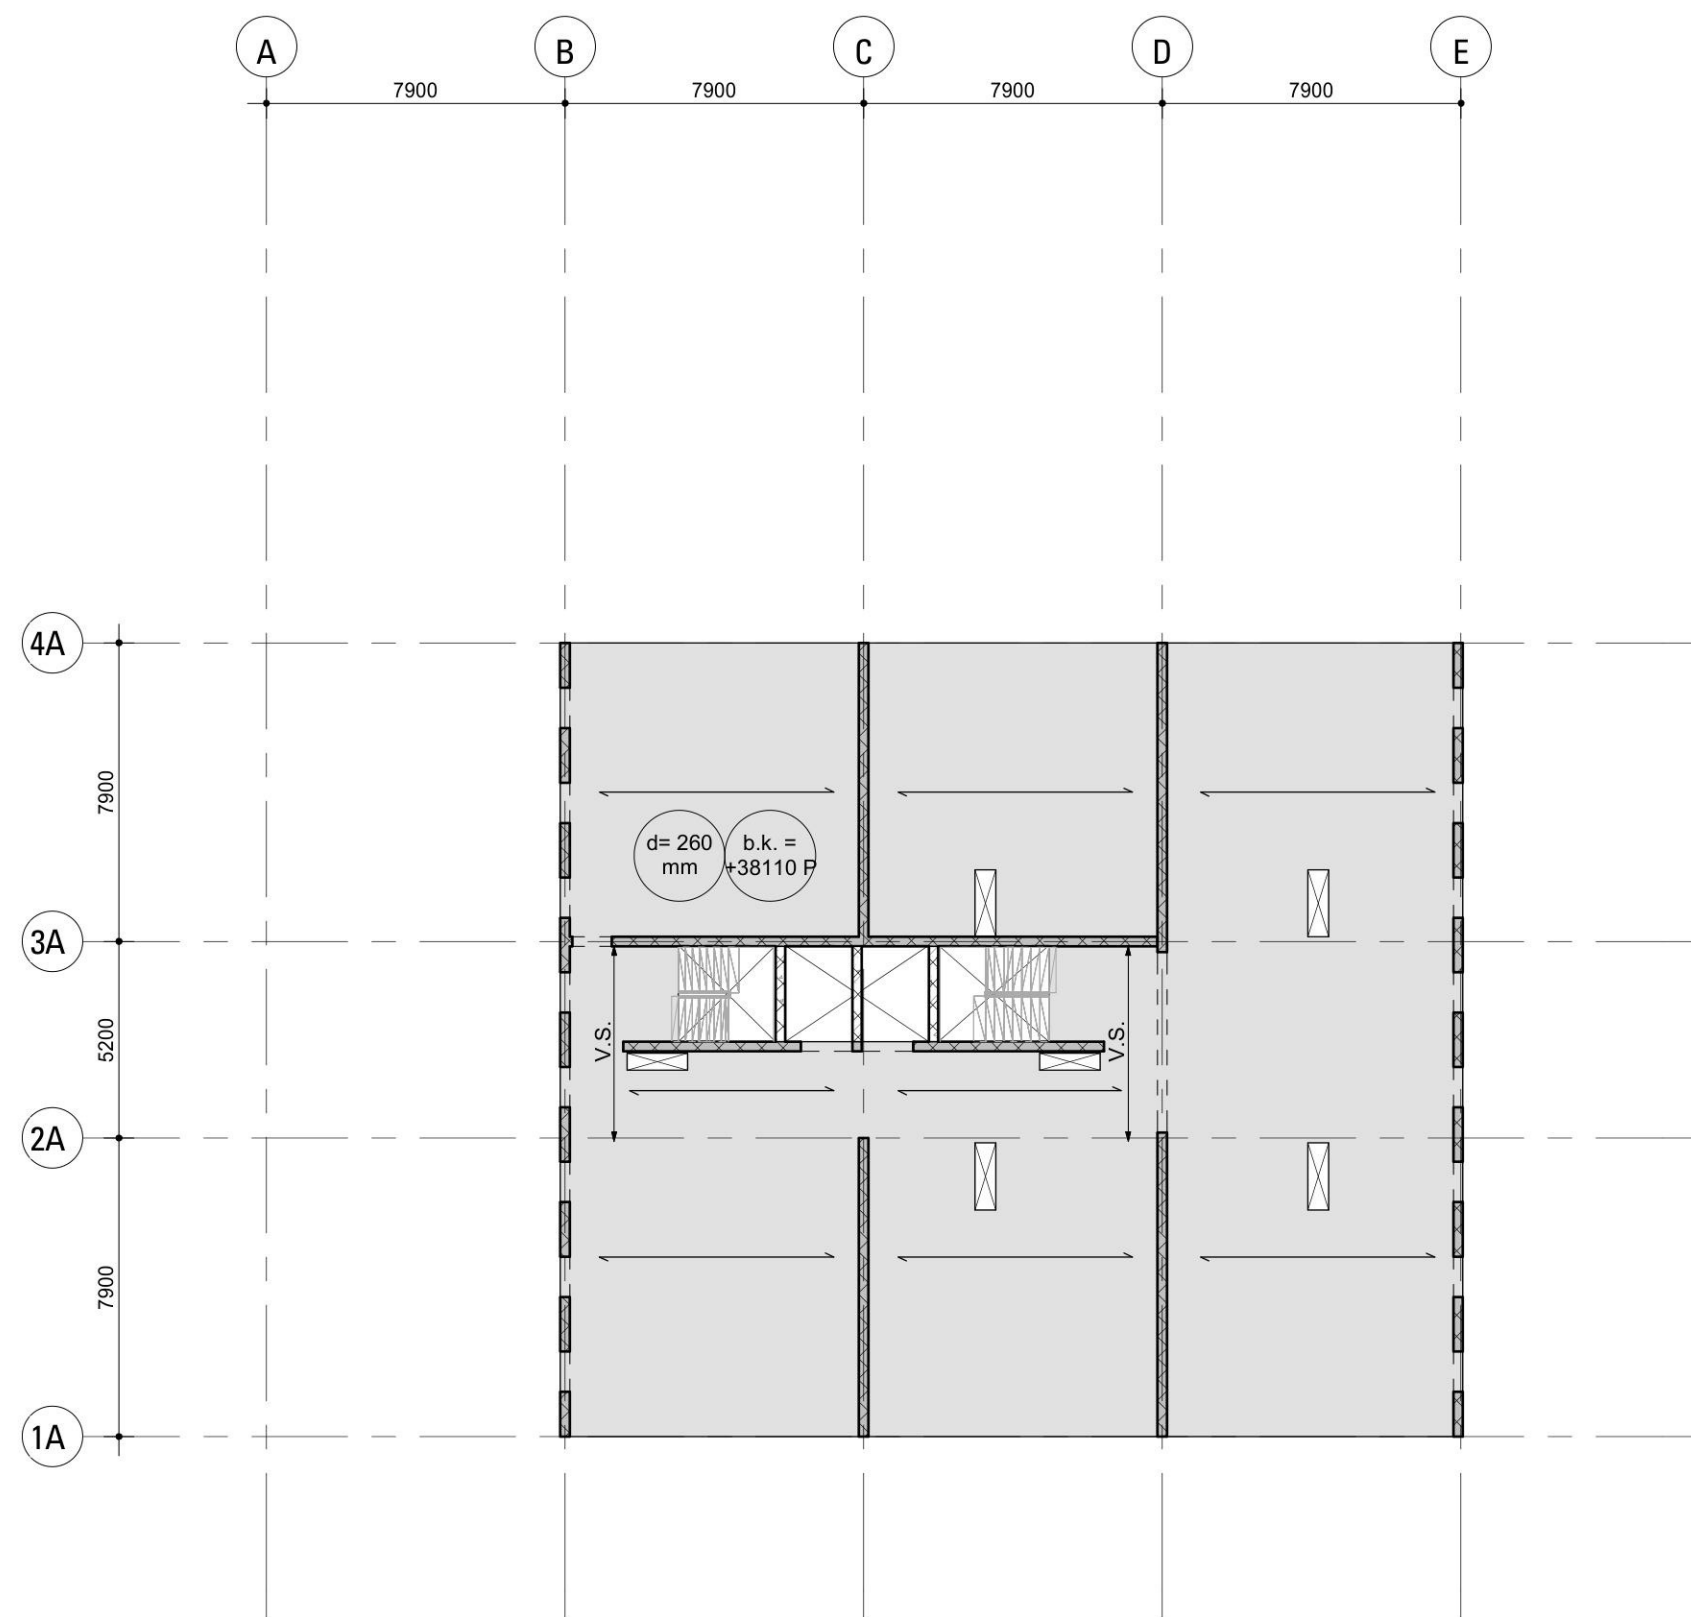 A B C D E
7900 7900 7900 7900
4A
7900
d= 260
mm
b.k. =
+38110 P
3A
5200
V.S. V.S.
2A
7900
1A